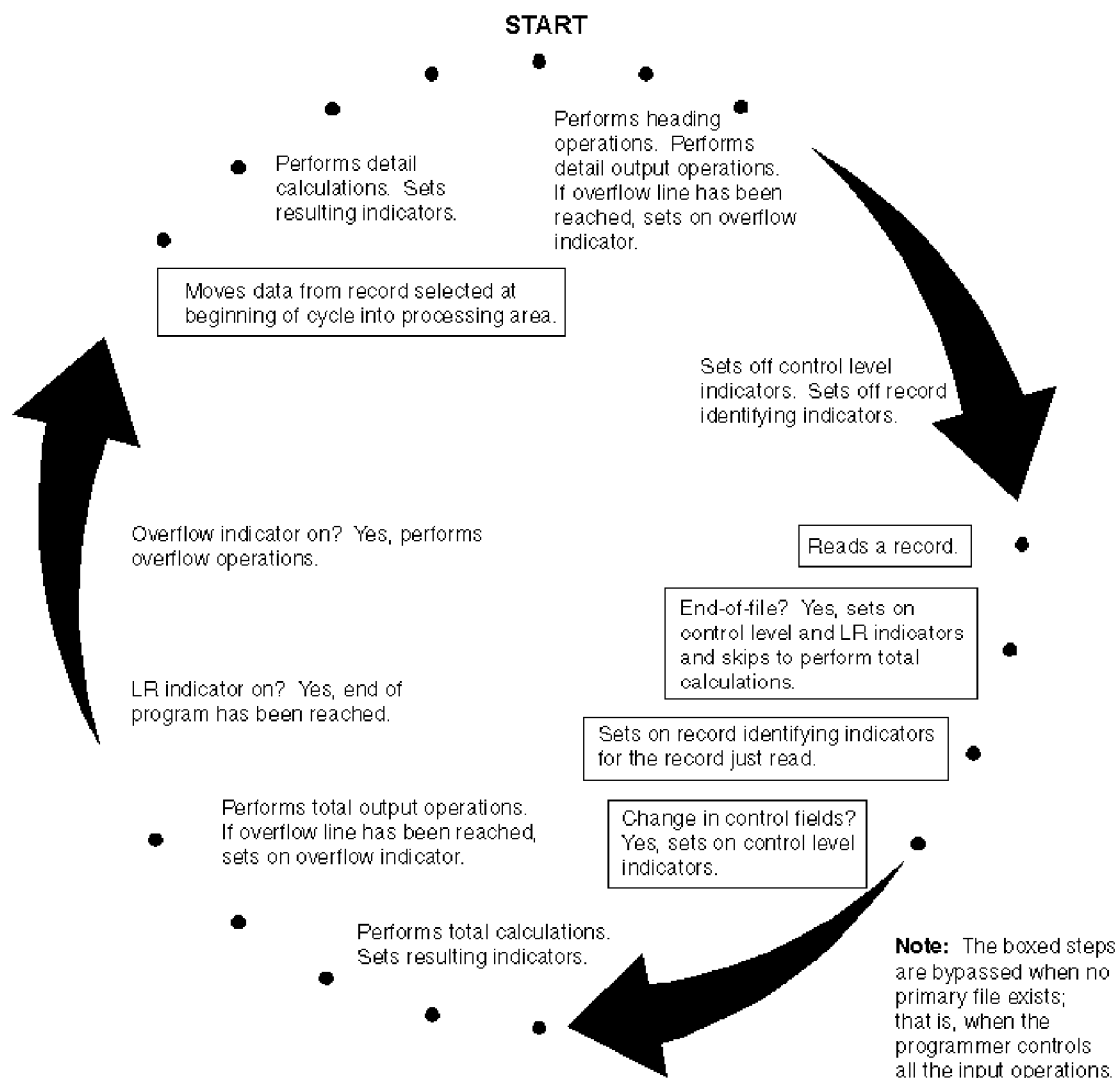 START
Performs heading
operations. Performs
detail output operations.
If overflow line has been
reached, sets on overflow
indicator.
Sets off control level
indicators. Sets off record
identifying indicators.
Reads a record.
End-of-file? Yes, sets on
control level and LR indicators
and skips to perform total
calculations.
Sets on record identifying indicators
for the record just read.
Change in control fields?
Yes, sets on control level
indicators.
Performs total calculations.
Sets resulting indicators.
Performs total output operations.
If overflow line has been reached,
sets on overflow indicator.
LR indicator on? Yes, end of
program has been reached.
Overflow indicator on? Yes, performs
overflow operations.
Moves data from record selected at
beginning of cycle into processing area.
Performs detail
calculations. Sets
resulting indicators.
Note: The boxed steps
are bypassed when no
primary file exists;
that is, when the
programmer controls
all the input operations.